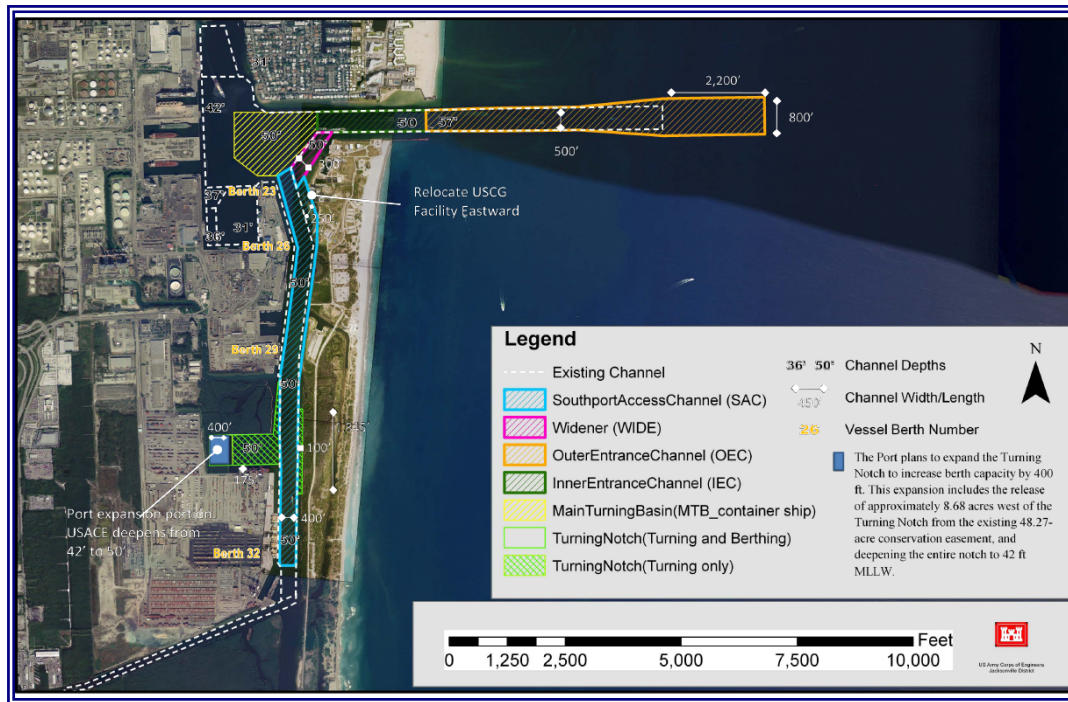 2,200'
31'
42'
800'
50'
50
57'
500'
50'
300'
Relocate USCG
Facility Eastward
Berth 23
37'
250'
31'
36'
Berth 26
50'
Berth 29
50'
400'
50'
175'
100'
Port expansion portion
USACE deepens from
42' to 50'.
400'
50'
Berth 32
Legend
Existing Channel
SouthportAccessChannel (SAC)
Widener (WIDE)
OuterEntranceChannel (OEC)
InnerEntranceChannel (IEC)
MainTurningBasin(MTB_container ship)
TurningNotch(Turning and Berthing)
TurningNotch(Turning only)
36' 50' Channel Depths
450' Channel Width/Length
26 Vessel Berth Number
The Port plans to expand the Turning
Notch to increase berth capacity by 400
ft. This expansion includes the release
of approximately 8.68 acres west of the
Turning Notch from the existing 48.27-
acre conservation easement, and
deepening the entire notch to 42 ft
MLLW.
N
Feet
0 1,250 2,500 5,000 7,500 10,000
US Army Corps of Engineers
Jacksonville District